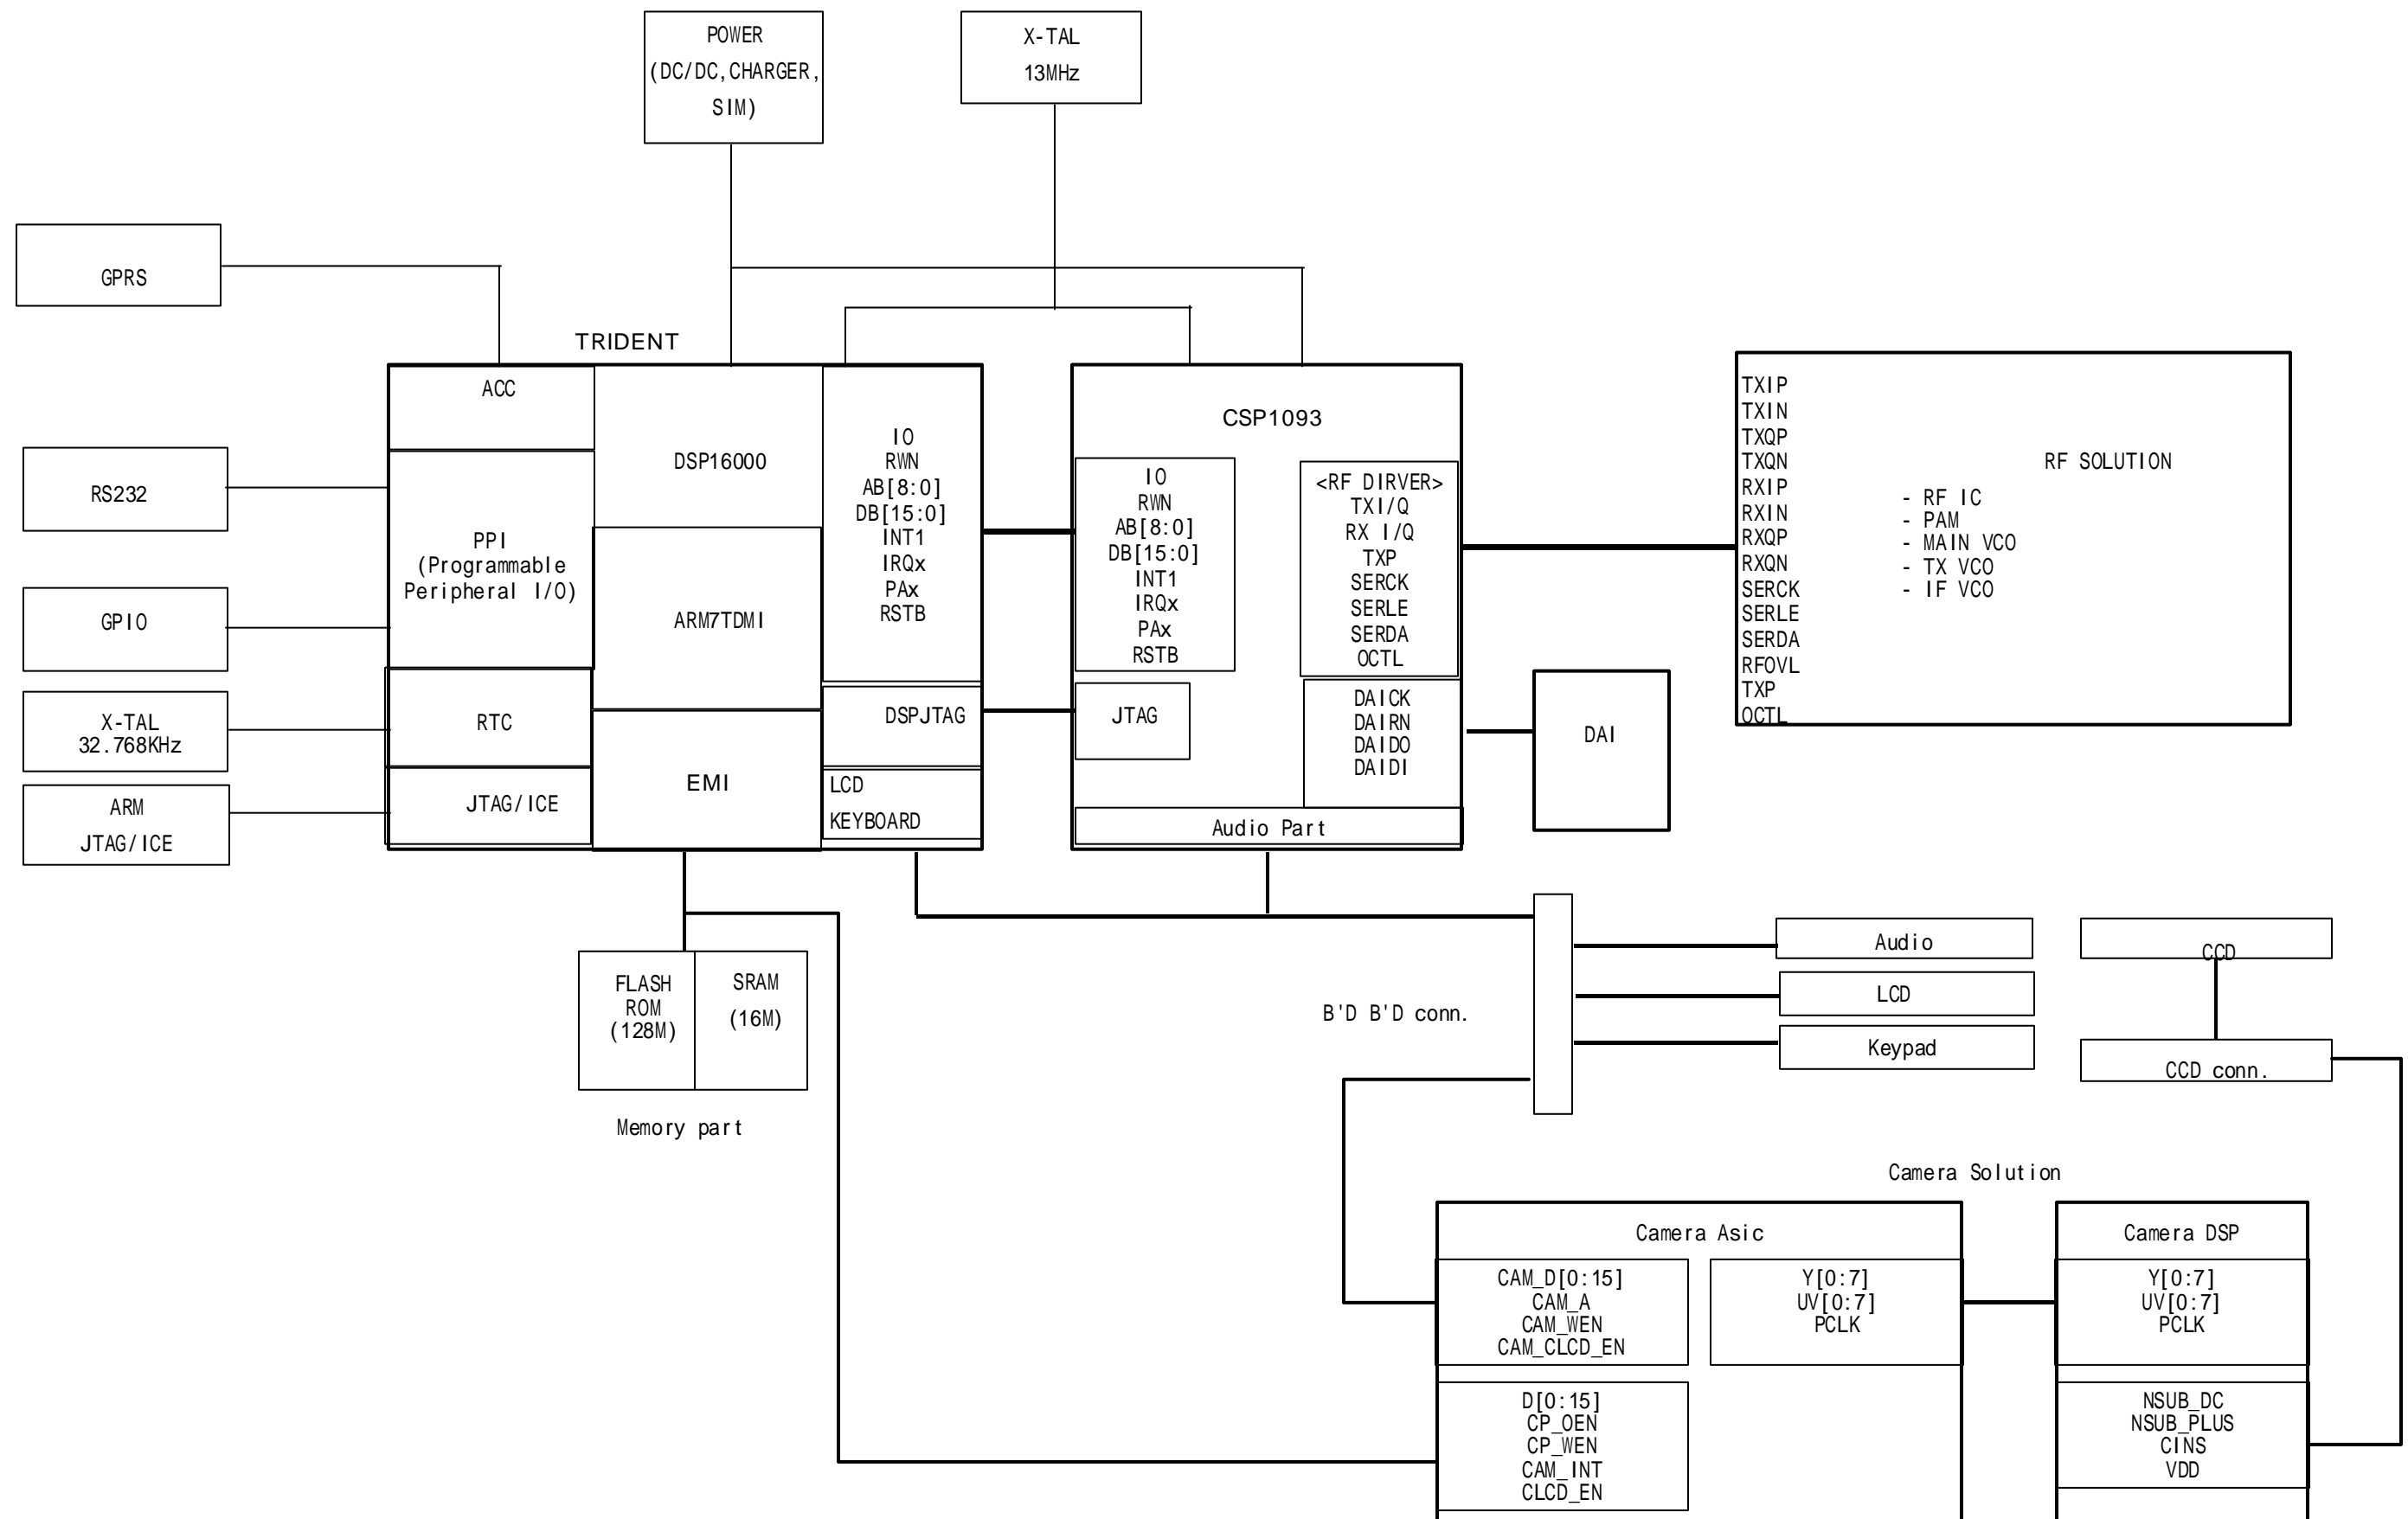 POWER
(DC/DC,CHARGER,
SIM)
X-TAL
13MHz
GPRS
TRIDENT
ACC
DSP16000
IO
RWN
AB[8:0]
DB[15:0]
INT1
IRQx
PAx
RSTB
RS232
PPI
(Programmable
Peripheral I/O)
GPIO
ARM7TDMI
X-TAL
32.768KHz
RTC
DSPJTAG
ARM
JTAG/ICE
JTAG/ICE
EMI
LCD
KEYBOARD
CSP1093
IO
RWN
AB[8:0]
DB[15:0]
INT1
IRQx
PAx
RSTB
<RF DIRVER>
TXI/Q
RX I/Q
TXP
SERCK
SERLE
SERDA
OCTL
JTAG
DAICK
DAIRN
DAIDO
DAIDI
Audio Part
DAI
TXIP
TXIN
TXQP
TXQN
RXIP
RXIN
RXQP
RXQN
SERCK
SERLE
SERDA
RFOVL
TXP
OCTL
RF SOLUTION
- RF IC
- PAM
- MAIN VCO
- TX VCO
- IF VCO
FLASH
ROM
(128M)
SRAM
(16M)
Memory part
B'D B'D conn.
Audio
LCD
Keypad
CCD
CCD conn.
Camera Solution
Camera Asic
CAM_D[0:15]
CAM_A
CAM_WEN
CAM_CLCD_EN
Y[0:7]
UV[0:7]
PCLK
D[0:15]
CP_OEN
CP_WEN
CAM_INT
CLCD_EN
Camera DSP
Y[0:7]
UV[0:7]
PCLK
NSUB_DC
NSUB_PLUS
CINS
VDD